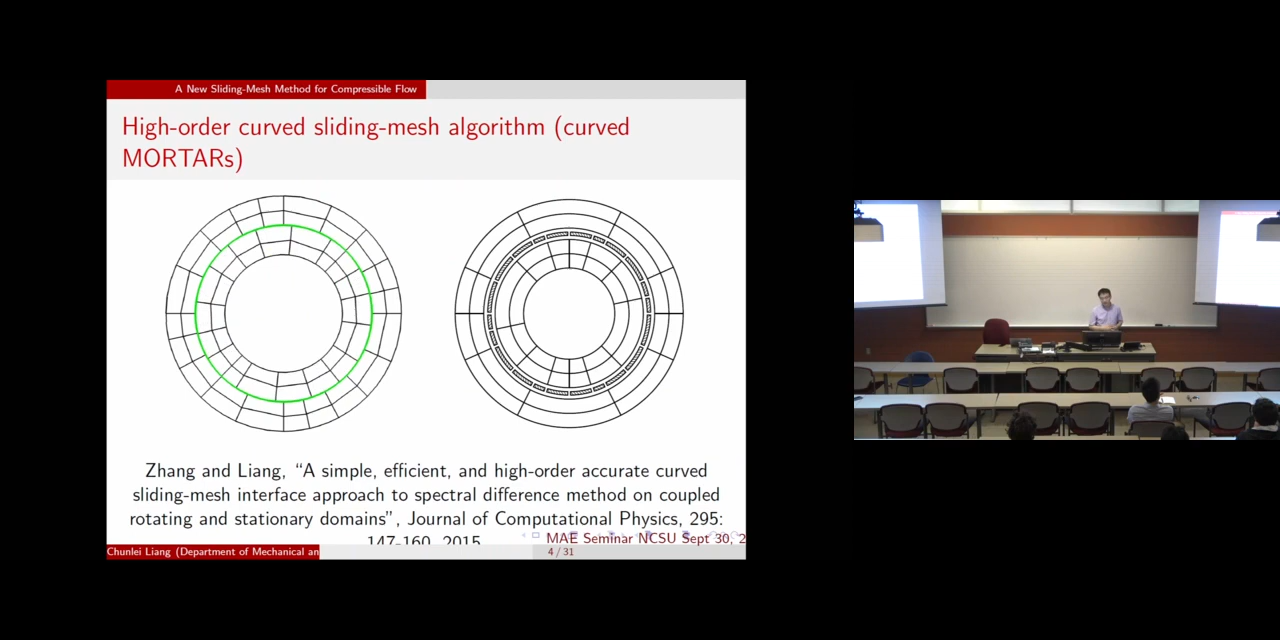 A New Sliding-Mesh Method for Compressible Flow
High-order curved sliding-mesh algorithm (curved
MORTARs)
Zhang and Liang, “A simple, efficient, and high-order accurate curved
sliding-mesh interface approach to spectral difference method on coupled
rotating and stationary domains”, Journal of Computational Physics, 295:
147-160, 2015.
MAE Seminar NCSU Sept 30, 2
Chunlei Liang (Department of Mechanical an
4 / 31